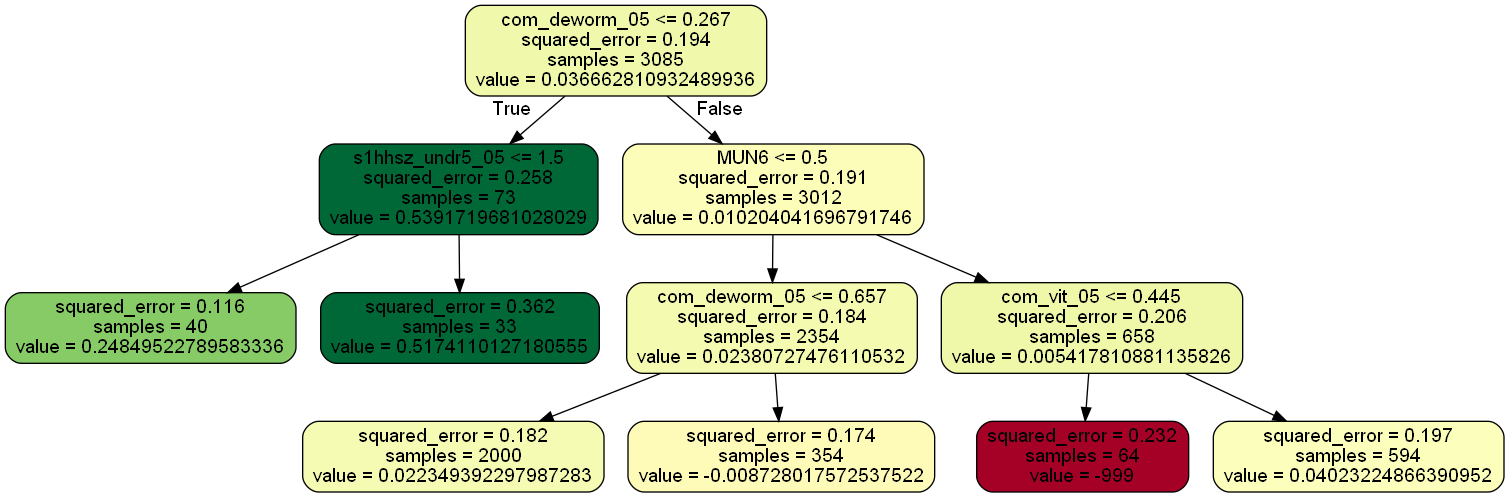 com_deworm_05 <= 0.267
squared_error = 0.194
samples = 3085
value = 0.036662810932489936
True
False
s1hhsz_undr5_05 <= 1.5
squared_error = 0.258
samples = 73
value = 0.5391719681028029
MUN6 <= 0.5
squared_error = 0.191
samples = 3012
value = 0.010204041696791746
squared_error = 0.116
samples = 40
value = 0.24849522789583336
squared_error = 0.362
samples = 33
value = 0.5174110127180555
com_deworm_05 <= 0.657
squared_error = 0.184
samples = 2354
value = 0.02380727476110532
com_vit_05 <= 0.445
squared_error = 0.206
samples = 658
value = 0.005417810881135826
squared_error = 0.182
samples = 2000
value = 0.022349392297987283
squared_error = 0.174
samples = 354
value = -0.008728017572537522
squared_error = 0.232
samples = 64
value = -999
squared_error = 0.197
samples = 594
value = 0.04023224866390952